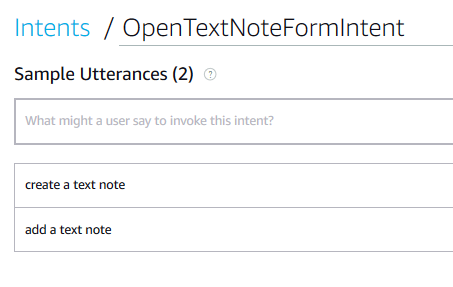 Intents / OpenTextNoteFormIntent
Sample Utterances (2) ?
What might a user say to invoke this intent?
create a text note
add a text note